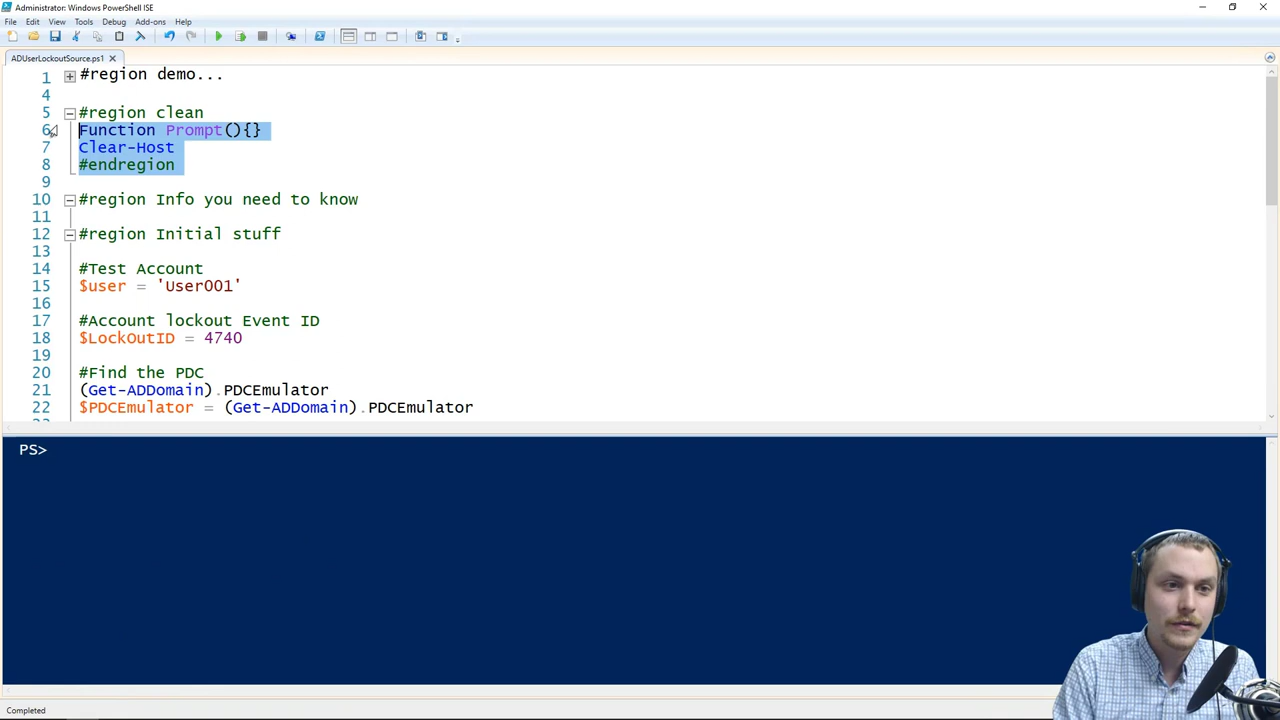 Administrator: Windows PowerShell ISE
File Edit View Tools Debug Add-ons Help
ADUserLockoutSource.ps1
1 #region demo...
4
5 #region clean
6 Function Prompt(){}
7 Clear-Host
8 #endregion
9
10 #region Info you need to know
11
12 #region Initial stuff
13
14 #Test Account
15 $user = 'User001'
16
17 #Account lockout Event ID
18 $LockOutID = 4740
19
20 #Find the PDC
21 (Get-ADDomain).PDCEmulator
22 $PDCEmulator = (Get-ADDomain).PDCEmulator
PS>
Completed